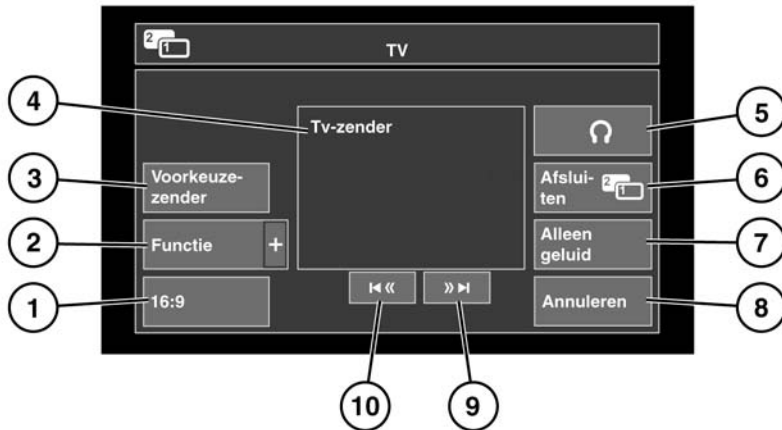 2 1
TV
4
Tv-zender
5
3
Voorkeuze-
zender
Afslui-
ten
2 1
6
2
Functie +
Alleen
geluid
7
1
16:9
Annuleren
8
10
9